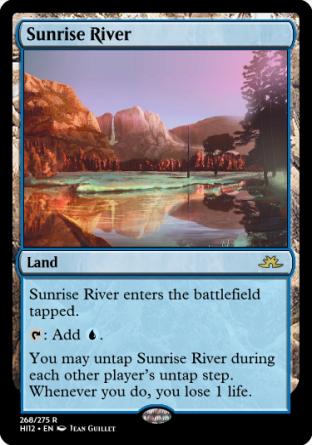 Sunrise River
Land
Sunrise River enters the battlefield
tapped.
: Add .
You may untap Sunrise River during
each other player's untap step.
Whenever you do, you lose 1 life.
268/275 R
HI12 • EN Jean Guillet